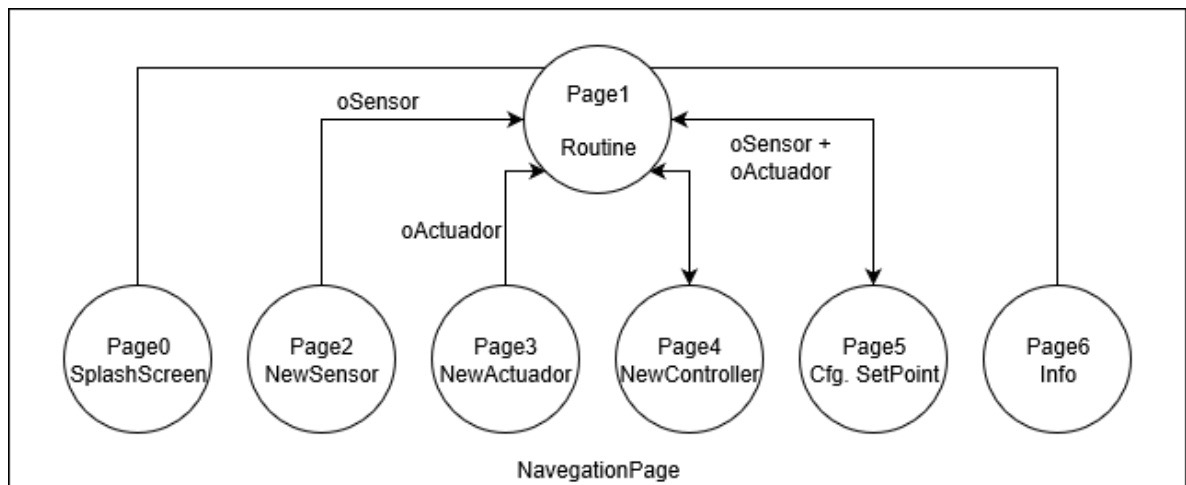 Page1
Routine
oSensor
oSensor +
oActuador
oActuador
Page0
SplashScreen
Page2
NewSensor
Page3
NewActuador
Page4
NewController
Page5
Cfg. SetPoint
Page6
Info
NavegationPage